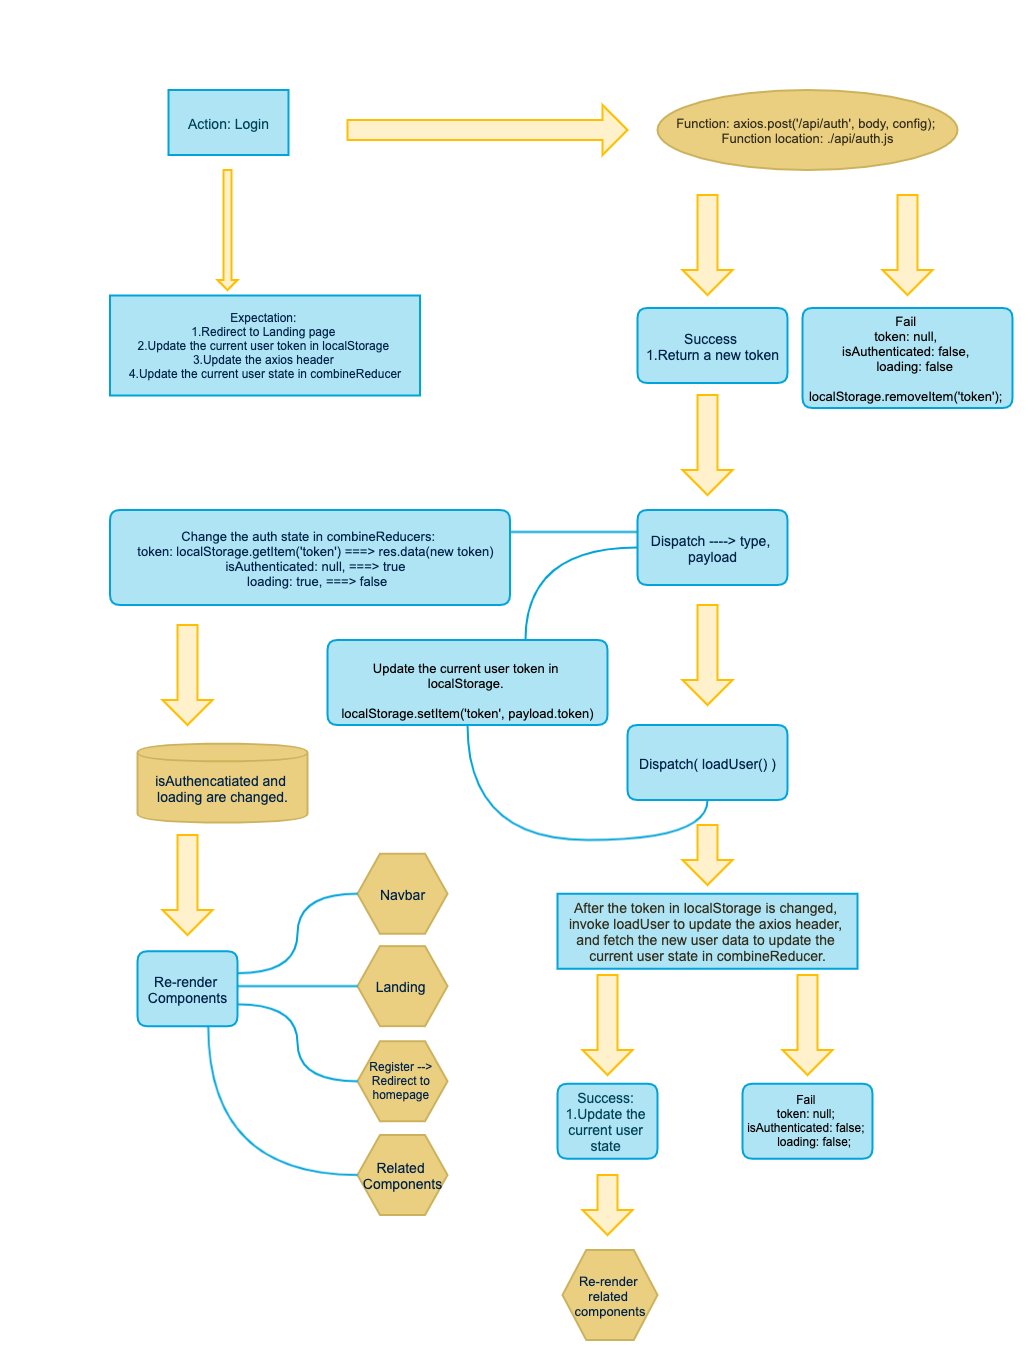 Action: Login
Function: axios.post('/api/auth', body, config);
Function location: ./api/auth.js
Expectation:
1.Redirect to Landing page
2.Update the current user token in localStorage
3.Update the axios header
4.Update the current user state in combineReducer
Success
1.Return a new token
Fail
token: null,
isAuthenticated: false,
loading: false
localStorage.removeItem('token');
Change the auth state in combineReducers:
token: localStorage.getItem('token') ===> res.data(new token)
isAuthenticated: null, ===> true
loading: true, ===> false
Dispatch ----> type,
payload
Update the current user token in
localStorage.
localStorage.setItem('token', payload.token)
Dispatch( loadUser() )
isAuthencatiated and
loading are changed.
After the token in localStorage is changed,
invoke loadUser to update the axios header,
and fetch the new user data to update the
current user state in combineReducer.
Re-render
Components
Navbar
Landing
Register -->
Redirect to
homepage
Related
Components
Success:
1.Update the
current user
state
Fail
token: null;
isAuthenticated: false;
loading: false;
Re-render
related
components